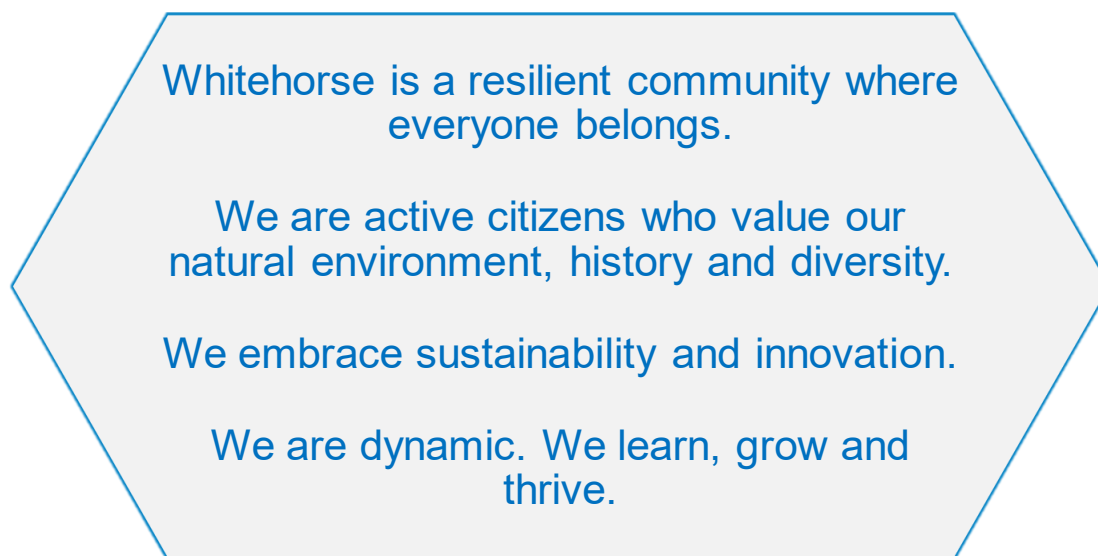 Whitehorse is a resilient community where
everyone belongs.
We are active citizens who value our
natural environment, history and diversity.
We embrace sustainability and innovation.
We are dynamic. We learn, grow and
thrive.